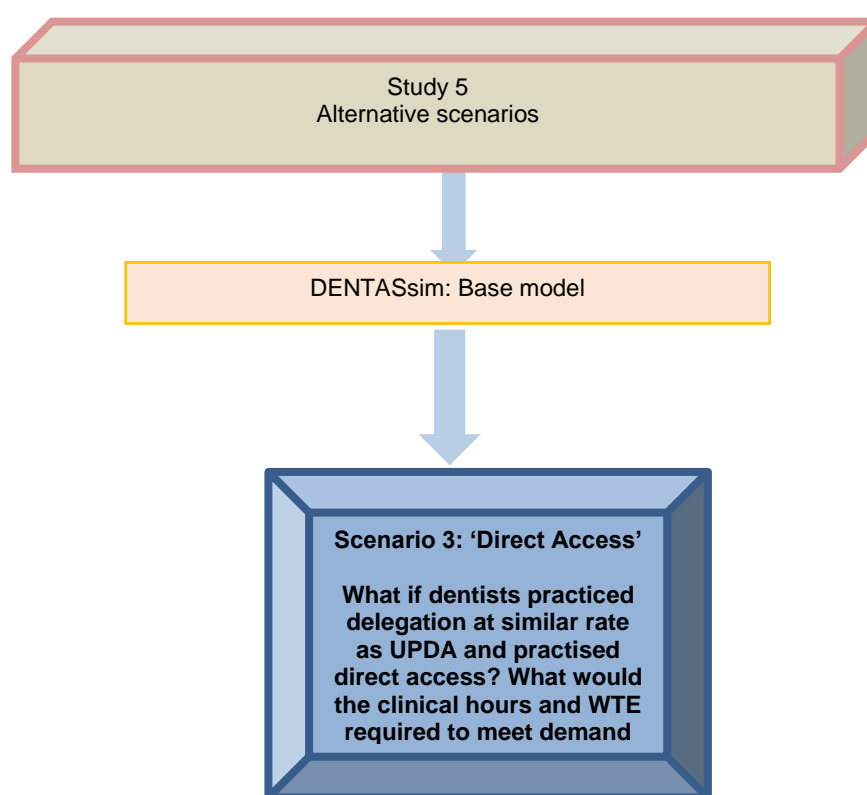 Study 5
Alternative scenarios
DENTASsim: Base model
Scenario 3: ‘Direct Access’
What if dentists practiced
delegation at similar rate
as UPDA and practised
direct access? What would
the clinical hours and WTE
required to meet demand